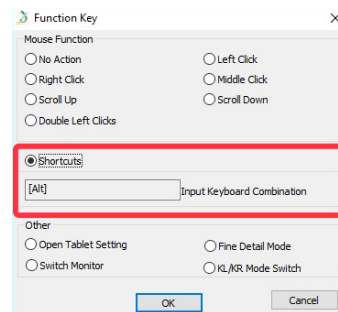 Function Key
Mouse Function
No Action
Left Click
Right Click
Middle Click
Scroll Up
Scroll Down
Double Left Clicks
Shortcuts
[Alt]
Input Keyboard Combination
Other
Open Tablet Setting
Fine Detail Mode
Switch Monitor
KL/KR Mode Switch
OK
Cancel